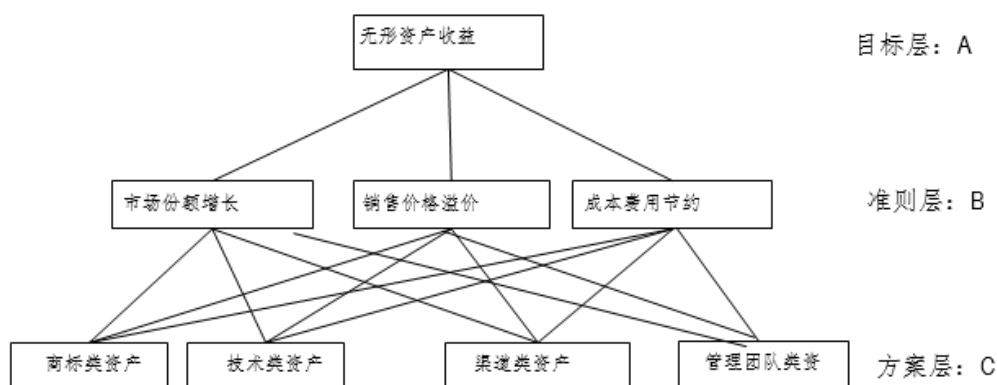 无形资产收益
目标层：A
市场份额增长
销售价格溢价
成本费用节约
准则层：B
商标类资产
技术类资产
渠道类资产
管理团队类资
方案层：C